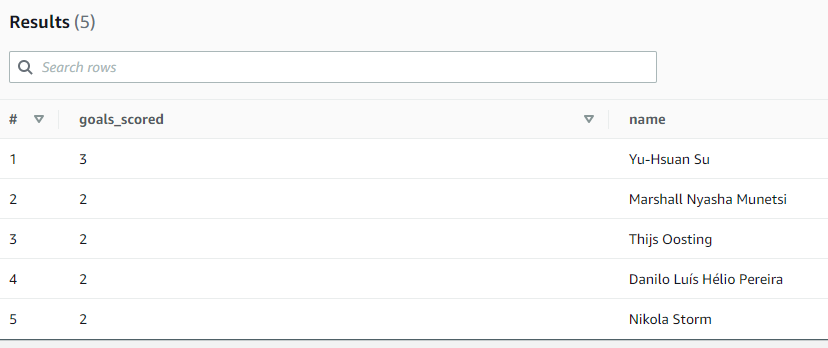 Results (5)
Search rows
# goals_scored name
1 3 Yu-Hsuan Su
2 2 Marshall Nyasha Munetsi
3 2 Thijs Oosting
4 2 Danilo Luís Hélio Pereira
5 2 Nikola Storm